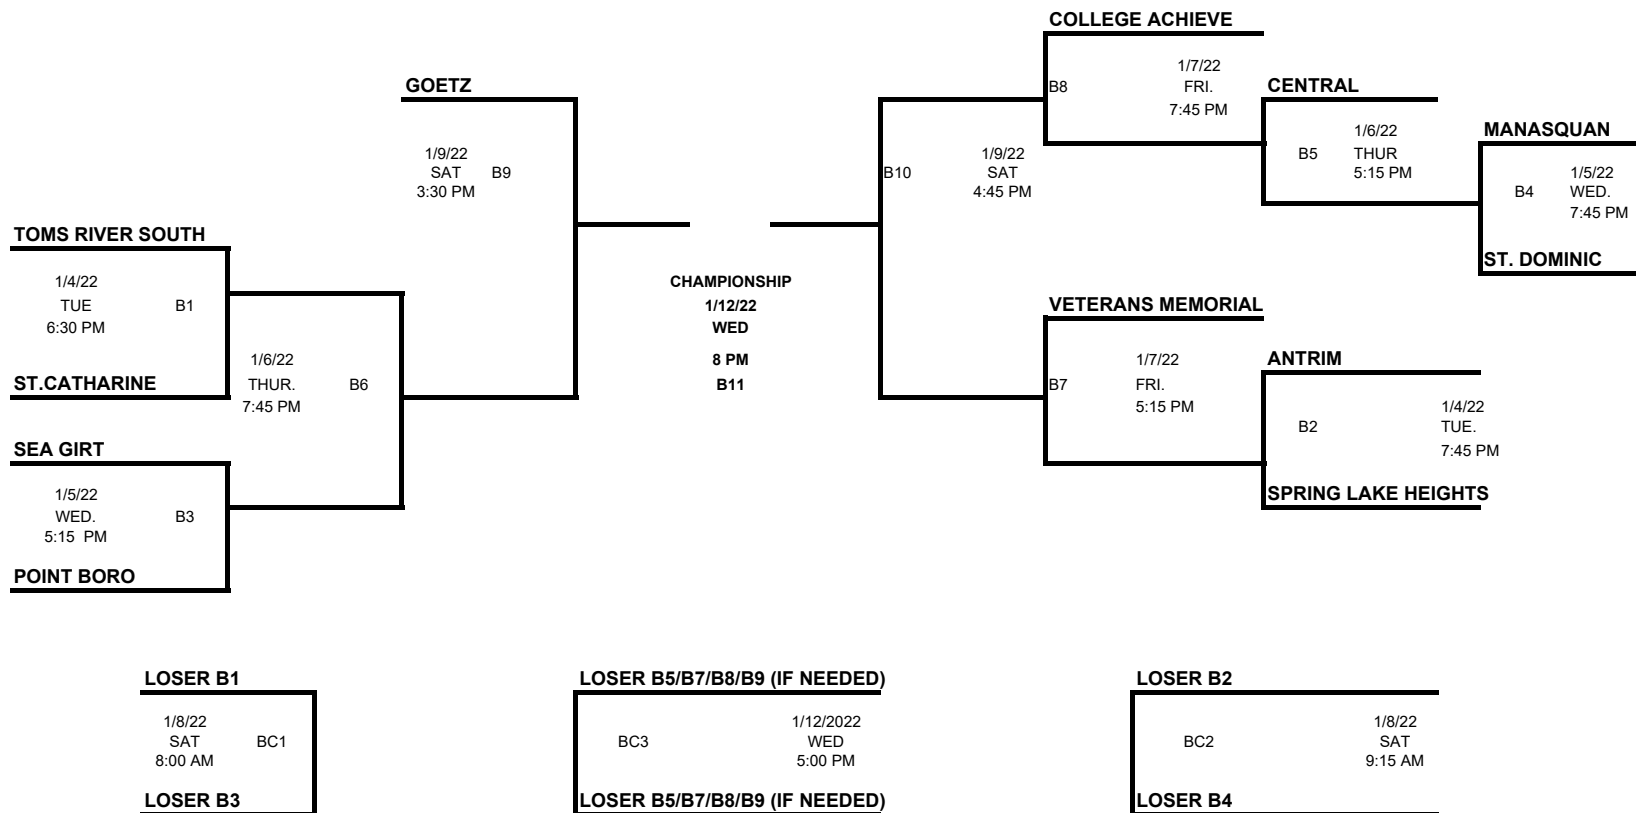 COLLEGE ACHIEVE
1/7/22
B8
FRI.
7:45 PM
GOETZ
CENTRAL
1/9/22
SAT
B9
3:30 PM
B10
1/9/22
SAT
4:45 PM
1/6/22
B5
THUR
5:15 PM
MANASQUAN
1/5/22
B4
WED.
7:45 PM
ST. DOMINIC
TOMS RIVER SOUTH
1/4/22
TUE
B1
6:30 PM
ST.CATHARINE
1/6/22
THUR.
B6
7:45 PM
CHAMPIONSHIP
1/12/22
WED
8 PM
B11
VETERANS MEMORIAL
1/7/22
B7
FRI.
5:15 PM
ANTRIM
1/4/22
B2
TUE.
7:45 PM
SPRING LAKE HEIGHTS
SEA GIRT
1/5/22
WED.
B3
5:15 PM
POINT BORO
LOSER B1
1/8/22
SAT
BC1
8:00 AM
LOSER B3
LOSER B5/B7/B8/B9 (IF NEEDED)
1/12/2022
BC3
WED
5:00 PM
LOSER B5/B7/B8/B9 (IF NEEDED)
LOSER B2
1/8/22
BC2
SAT
9:15 AM
LOSER B4